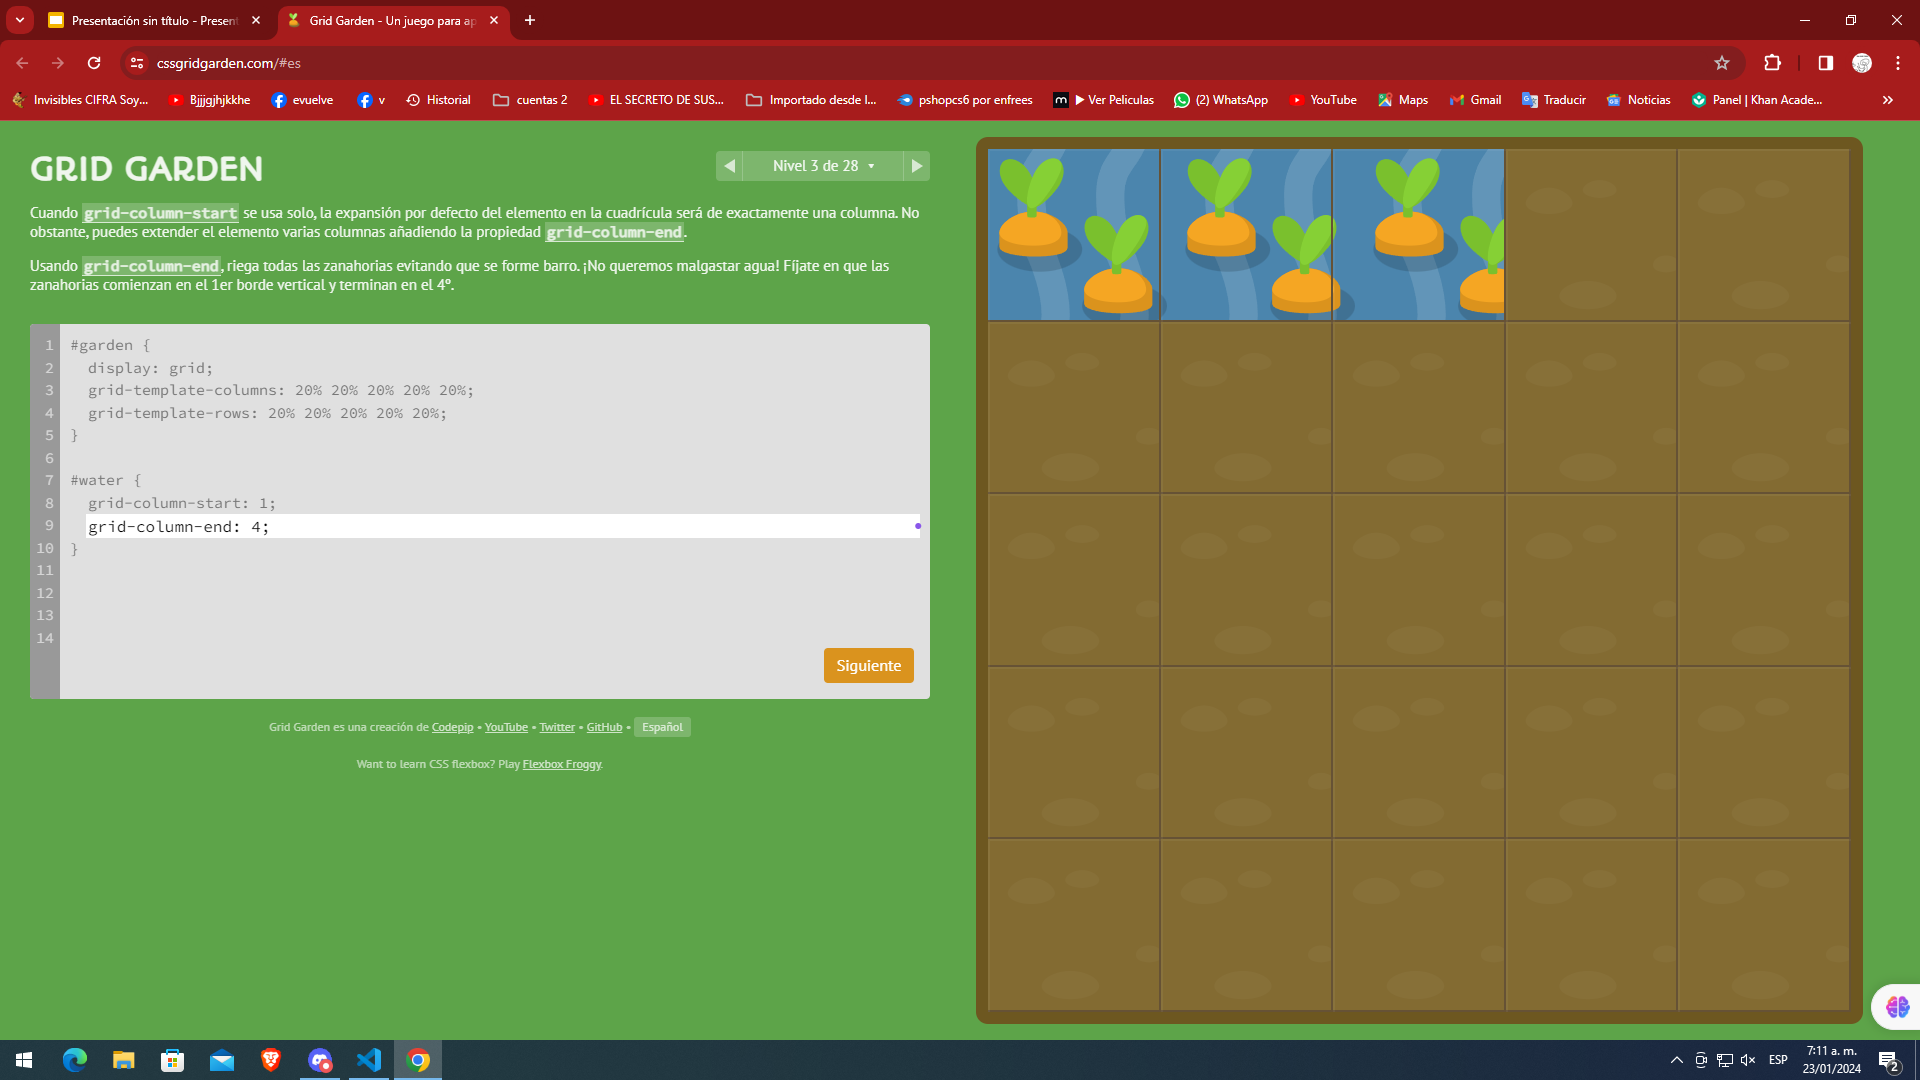 Presentación sin título - Present
Grid Garden - Un juego para ap
cssgridgarden.com/#es
Invisibles CIFRA Soy...
Bjjjgjhjkkhe
evuelve
v
Historial
cuentas 2
EL SECRETO DE SUS...
Importado desde l...
pshopcs6 por enfrees
▶ Ver Peliculas
(2) WhatsApp
YouTube
Maps
Gmail
Traducir
Noticias
Panel | Khan Acade...
»
GRID GARDEN
Nivel 3 de 28
Cuando grid-column-start se usa solo, la expansión por defecto del elemento en la cuadrícula será de exactamente una columna. No
obstante, puedes extender el elemento varias columnas añadiendo la propiedad grid-column-end.
Usando grid-column-end, riega todas las zanahorias evitando que se forme barro. ¡No queremos malgastar agua! Fíjate en que las
zanahorias comienzan en el 1er borde vertical y terminan en el 4º.
1 #garden {
2 display: grid;
3 grid-template-columns: 20% 20% 20% 20% 20%;
4 grid-template-rows: 20% 20% 20% 20% 20%;
5 }
6
7 #water {
8 grid-column-start: 1;
9 grid-column-end: 4;
10 }
11
12
13
14
Siguiente
Grid Garden es una creación de Codepip • YouTube • Twitter • GitHub • Español
Want to learn CSS flexbox? Play Flexbox Froggy.
ESP
7:11 a. m.
23/01/2024
2